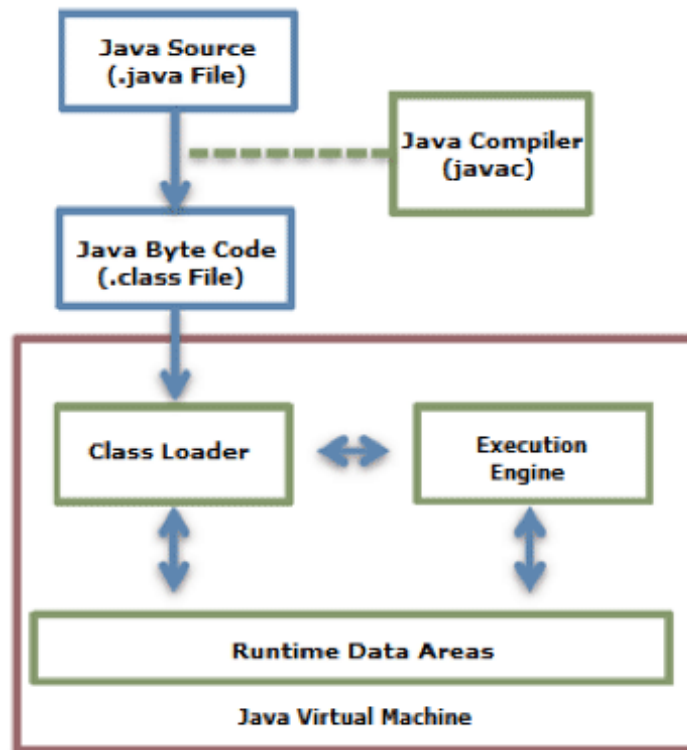 Java Source
(.java File)
Java Compiler
(javac)
Java Byte Code
(.class File)
Class Loader
Execution
Engine
Runtime Data Areas
Java Virtual Machine